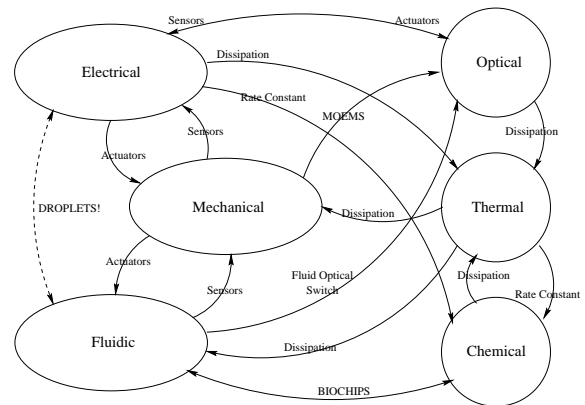 Sensors
Actuators
Electrical
Dissipation
Optical
Rate Constant
MOEMS
Sensors
Dissipation
Actuators
DROPLETS!
Mechanical
Dissipation
Thermal
Actuators
Sensors
Fluid Optical
Switch
Dissipation
Rate Constant
Fluidic
Dissipation
Chemical
BIOCHIPS